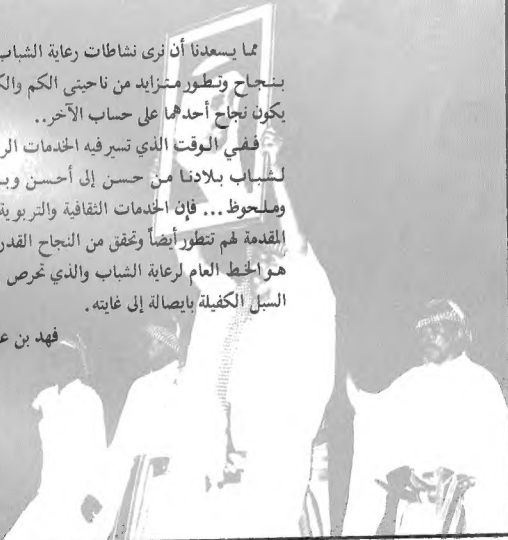 مما يسعدنا أن نرى نشاطات رعاية الشباب
بنجاح وتطور متزايد من ناحيتى الكم والك
يكون نجاح أحدهما على حساب الآخر..
ففي الوقت الذي تسير فيه الخدمات الر
لشباب بلادنا من حسن إلى أحسن وب
وملحوظ... فإن الخدمات الثقافية والتربوية
المقدمة لهم تتطور أيضاً وتحقق من النجاح القدر
هو الخط العام لرعاية الشباب والذي تحرص
السبل الكفيلة بايصالة إلى غايته.
فهد بن ع